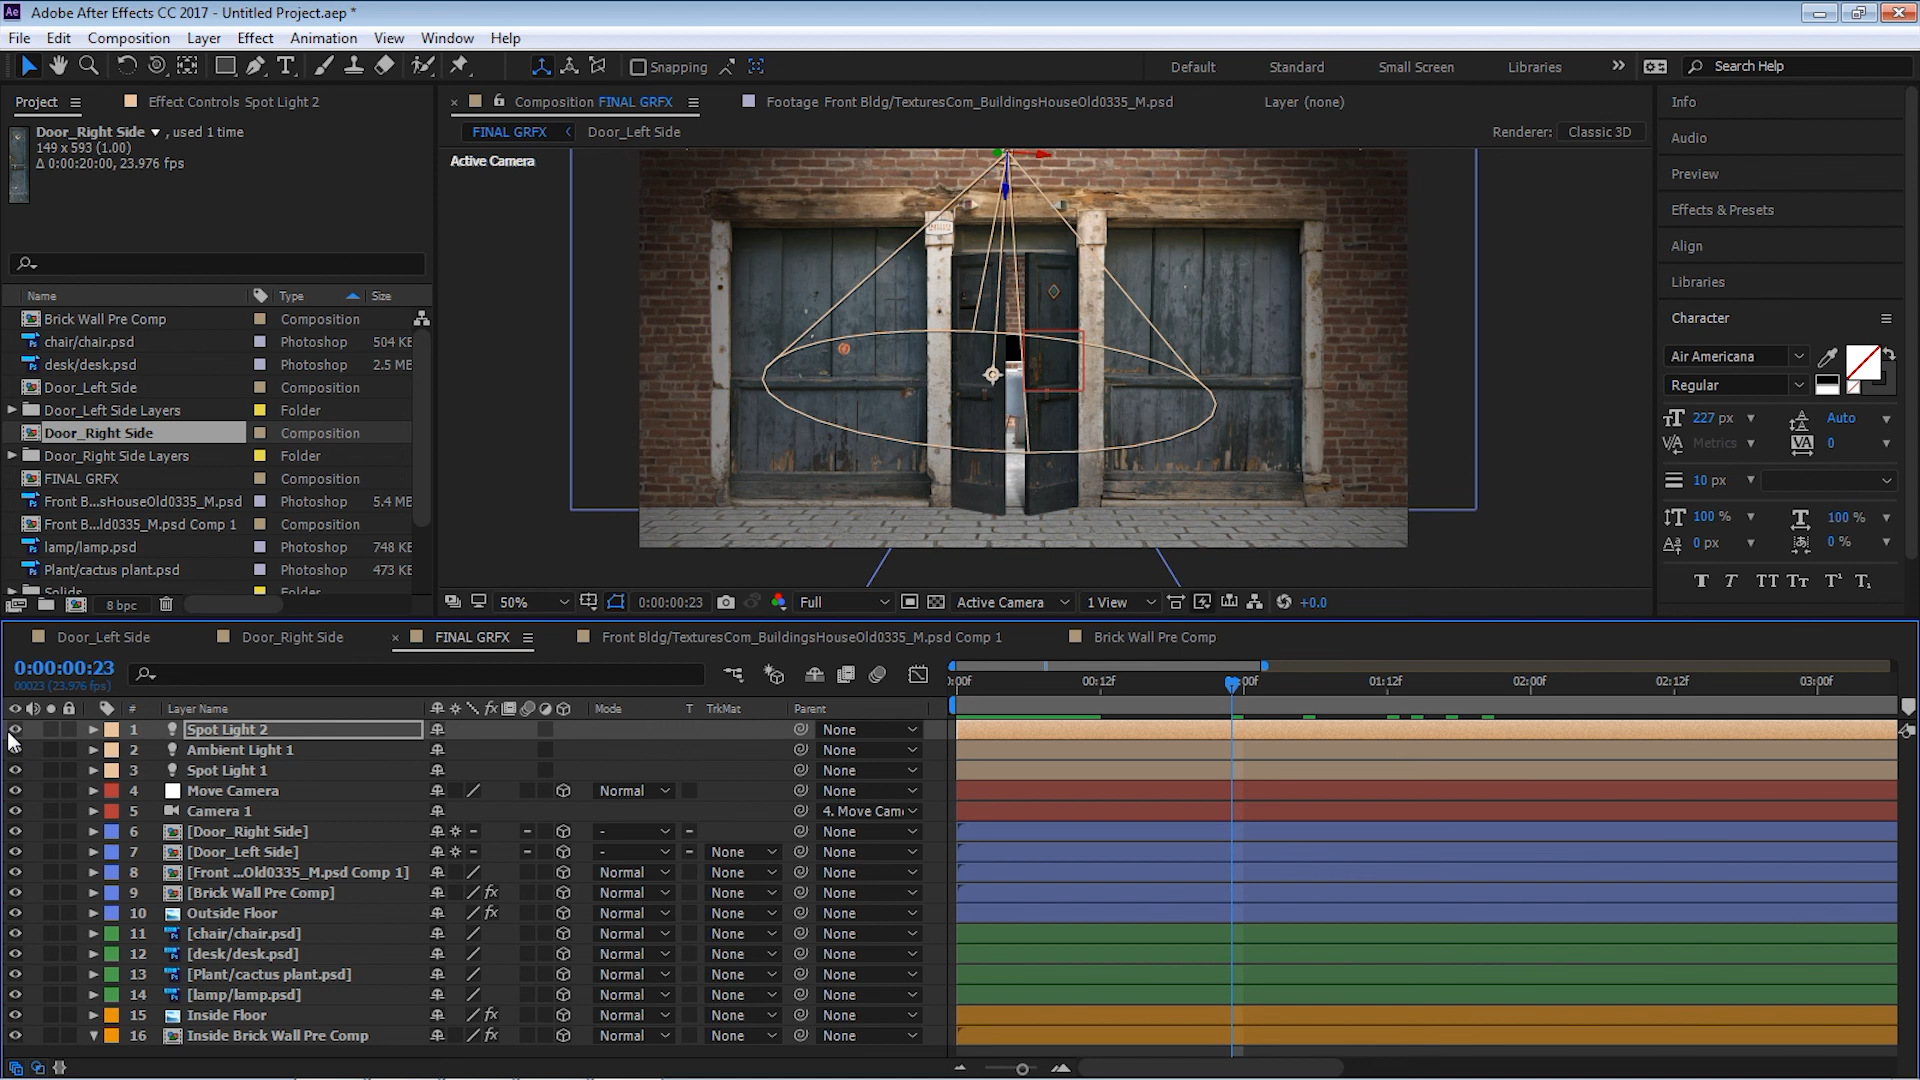 Adobe After Effects CC 2017 - Untitled Project.aep *
File Edit Composition Layer Effect Animation View Window Help
Snapping
Default Standard Small Screen Libraries
Search Help
Project
Effect Controls Spot Light 2
Door_Right Side ▼ , used 1 time
149 x 593 (1.00)
Δ 0:00:20:00, 23.976 fps
Name Type Size
Brick Wall Pre Comp Composition
chair/chair.psd Photoshop 504 KE
desk/desk.psd Photoshop 2.5 ME
Door_Left Side Composition
Door_Left Side Layers Folder
Door_Right Side Composition
Door_Right Side Layers Folder
FINAL GRFX Composition
Front B...sHouseOld0335_M.psd Photoshop 5.4 ME
Front B...ld0335_M.psd Comp 1 Composition
lamp/lamp.psd Photoshop 748 KE
Plant/cactus plant.psd Photoshop 473 KE
Solids Folder
8 bpc
Composition FINAL GRFX
Footage Front Bldg/TexturesCom_BuildingsHouseOld0335_M.psd
Layer (none)
FINAL GRFX ‹ Door_Left Side
Renderer: Classic 3D
Active Camera
50% 0:00:00:23 Full Active Camera 1 View +0.0
Info
Audio
Preview
Effects & Presets
Align
Libraries
Character
Air Americana
Regular
227 px Auto
Metrics VA 0
10 px
100 % 100 %
0 px 0 %
T T TT Tт T¹ T₁
Door_Left Side Door_Right Side FINAL GRFX Front Bldg/TexturesCom_BuildingsHouseOld0335_M.psd Comp 1 Brick Wall Pre Comp
0:00:00:23
00023 (23.976 fps)
:00f 00:12f :00f 01:12f 02:00f 02:12f 03:00f
# Layer Name Mode T TrkMat Parent
1 Spot Light 2 None
2 Ambient Light 1 None
3 Spot Light 1 None
4 Move Camera Normal None
5 Camera 1 4. Move Cam
6 [Door_Right Side] - None
7 [Door_Left Side] - None None
8 [Front ...Old0335_M.psd Comp 1] Normal None None
9 [Brick Wall Pre Comp] Normal None None
10 Outside Floor Normal None None
11 [chair/chair.psd] Normal None None
12 [desk/desk.psd] Normal None None
13 [Plant/cactus plant.psd] Normal None None
14 [lamp/lamp.psd] Normal None None
15 Inside Floor Normal None None
16 Inside Brick Wall Pre Comp Normal None None